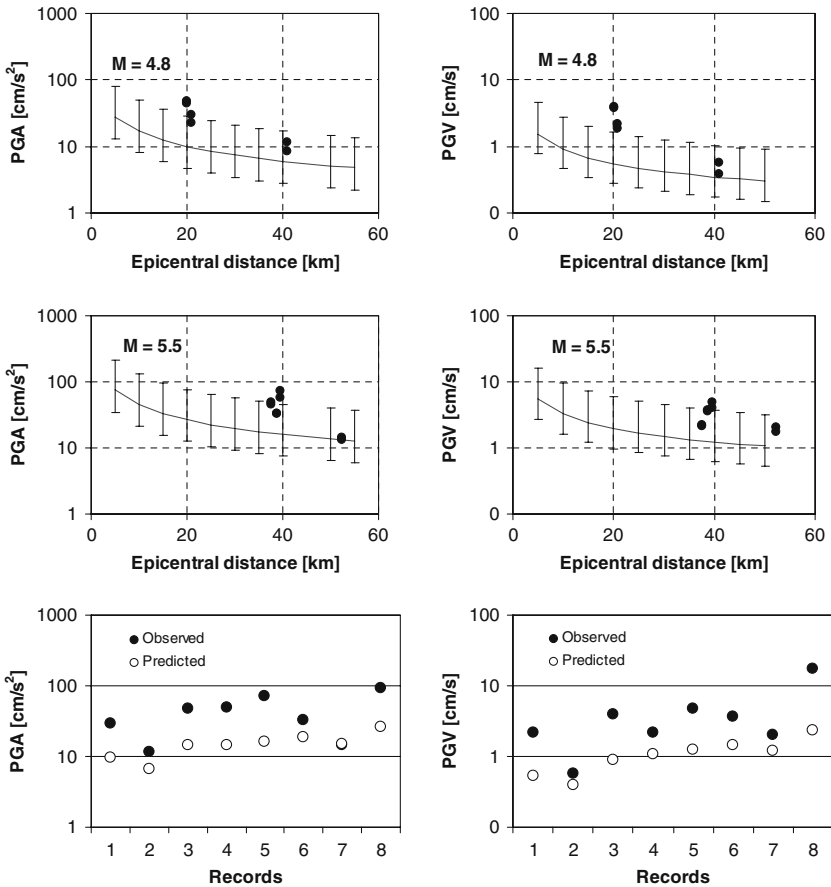 1000
100
10
1
PGA [cm/s²]
M = 4.8
0 20 40 60
Epicentral distance [km]
100
10
1
0
PGV [cm/s]
M = 4.8
0 20 40 60
Epicentral distance [km]
1000
100
10
1
PGA [cm/s²]
M = 5.5
0 20 40 60
Epicentral distance [km]
100
10
1
0
PGV [cm/s]
M = 5.5
0 20 40 60
Epicentral distance [km]
1000
100
10
1
PGA [cm/s²]
Observed
Predicted
1 2 3 4 5 6 7 8
Records
100
10
1
0
PGV [cm/s]
Observed
Predicted
1 2 3 4 5 6 7 8
Records